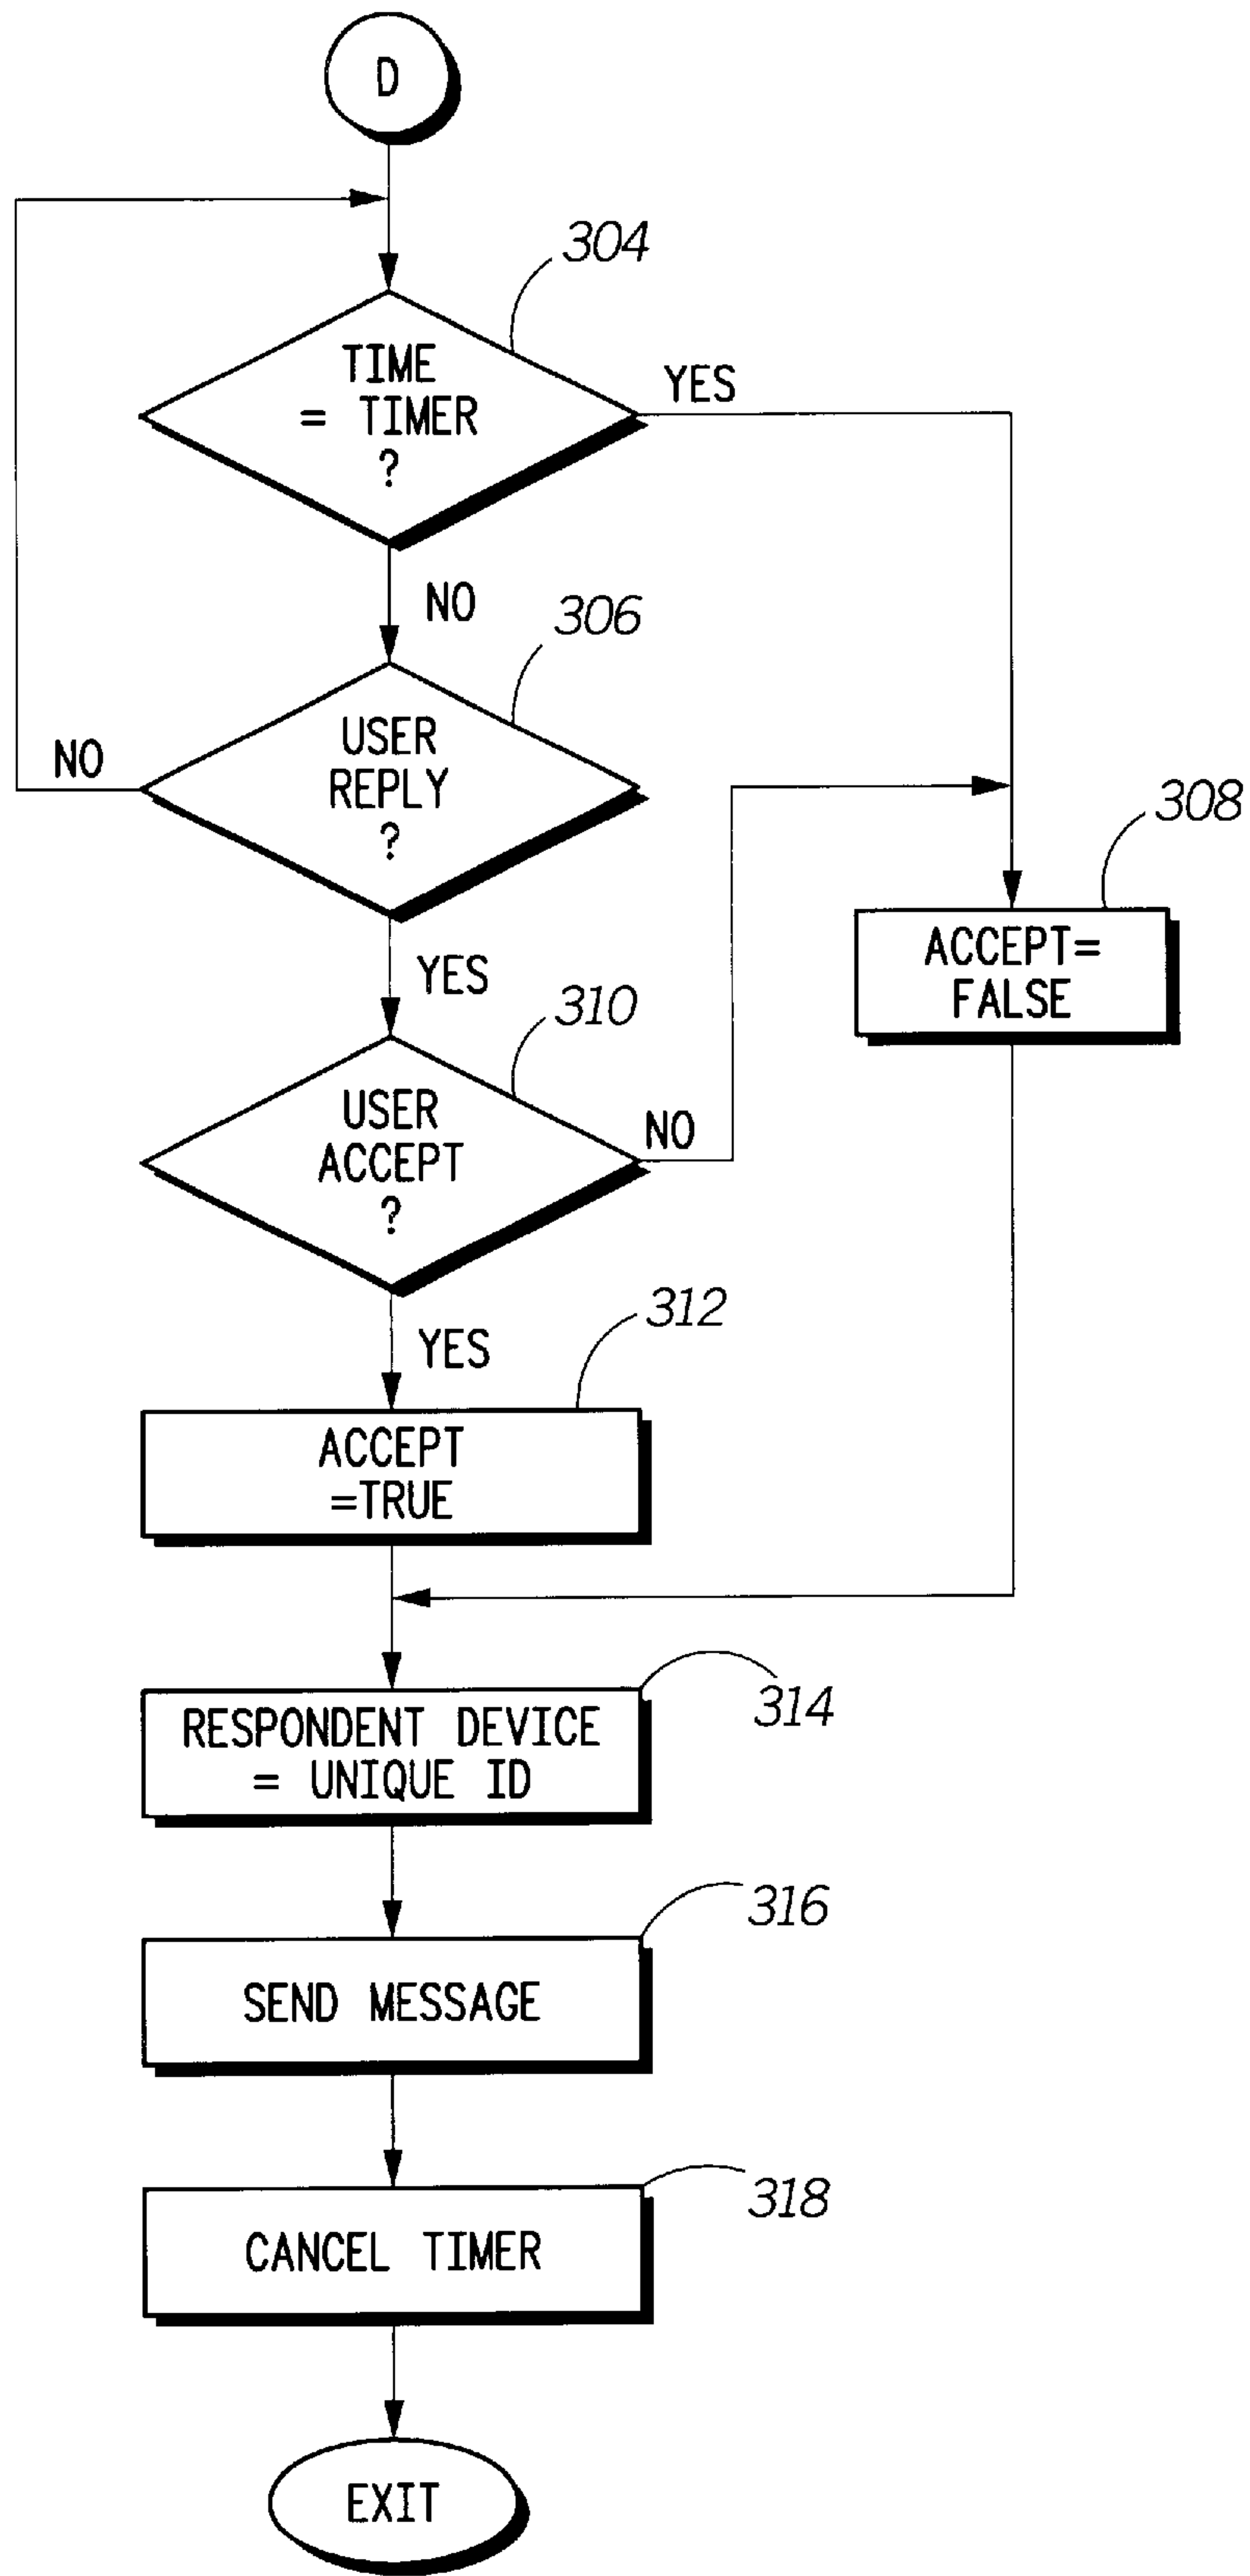 D
304
TIME
= TIMER
?
YES
NO
306
USER
REPLY
?
NO
308
ACCEPT=
FALSE
YES
310
USER
ACCEPT
?
NO
YES
312
ACCEPT
=TRUE
314
RESPONDENT DEVICE
= UNIQUE ID
316
SEND MESSAGE
318
CANCEL TIMER
EXIT